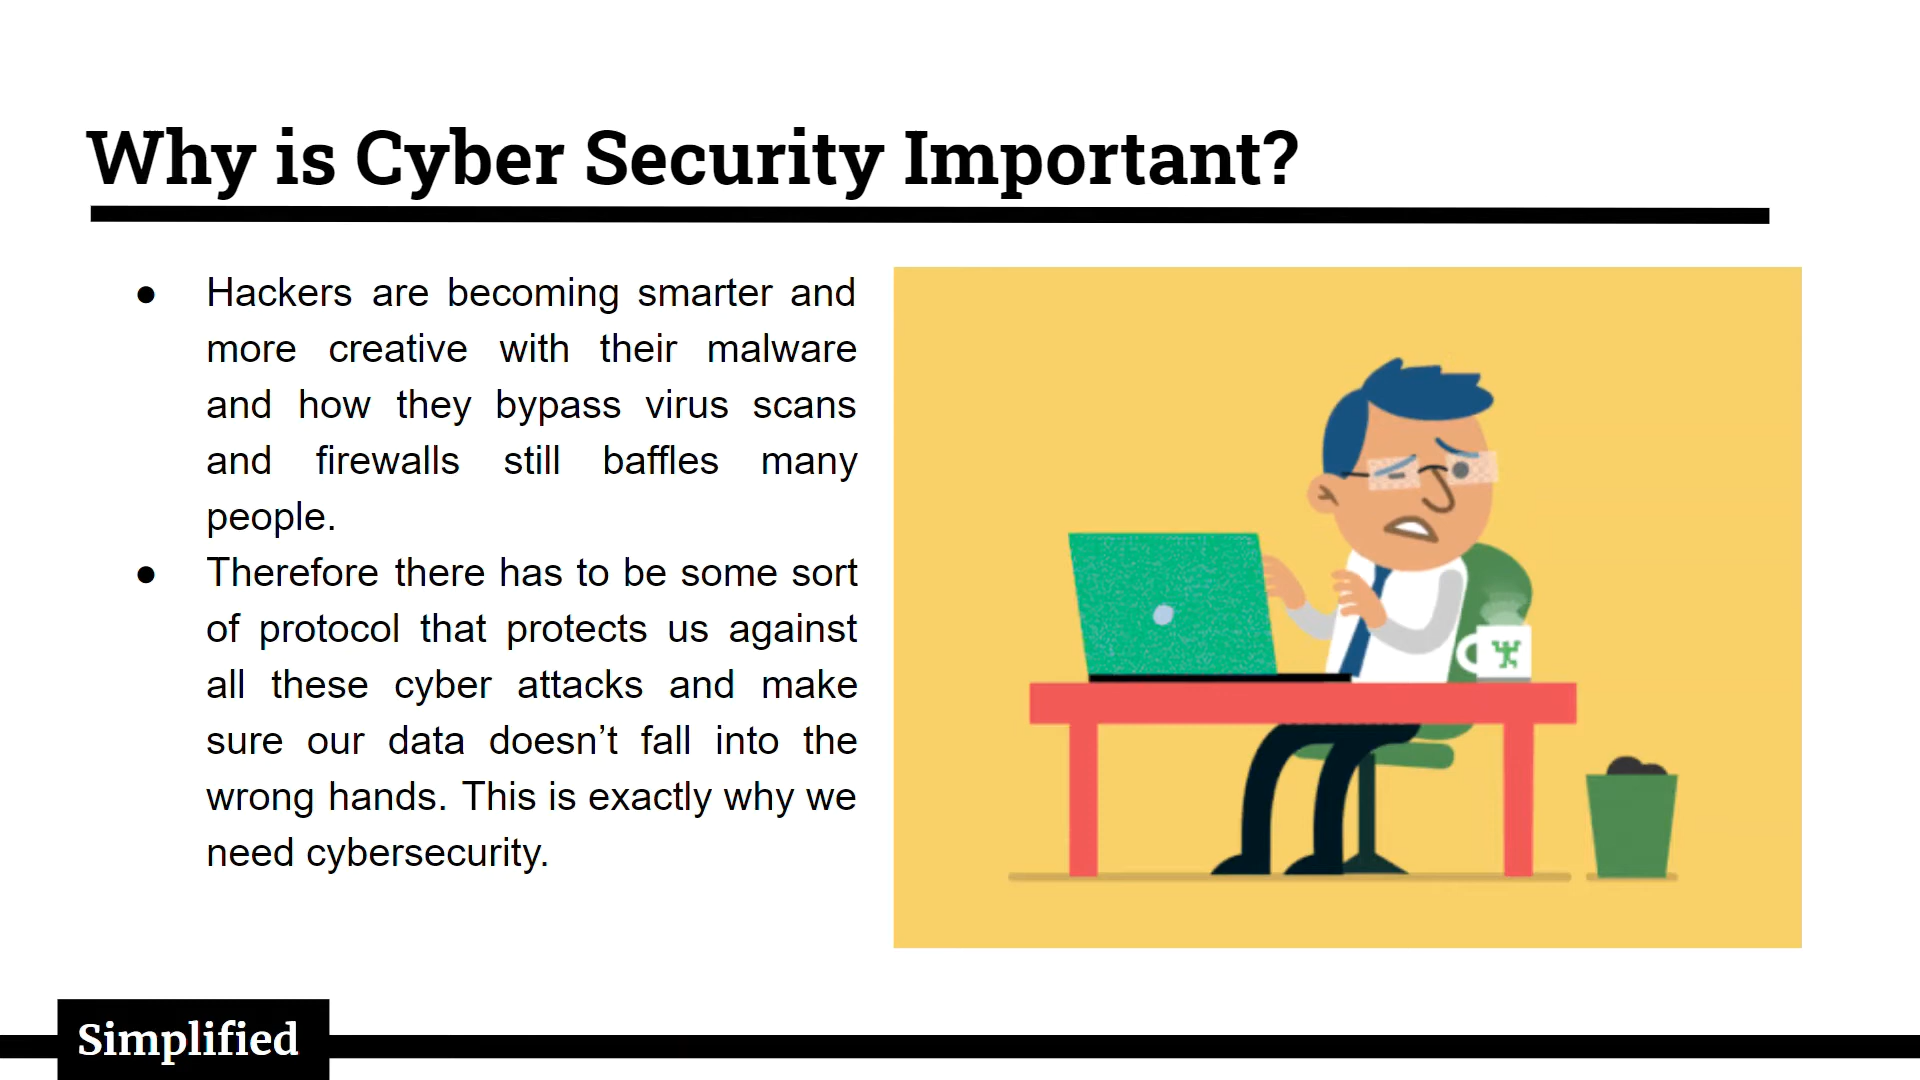 Why is Cyber Security Important?
● Hackers are becoming smarter and
more creative with their malware
and how they bypass virus scans
and firewalls still baffles many
people.
● Therefore there has to be some sort
of protocol that protects us against
all these cyber attacks and make
sure our data doesn’t fall into the
wrong hands. This is exactly why we
need cybersecurity.
Simplified